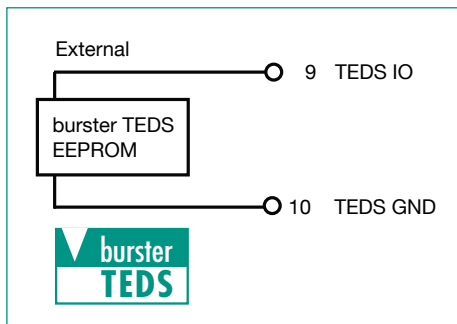 External
9 TEDS IO
burster TEDS
EEPROM
10 TEDS GND
burster
TEDS